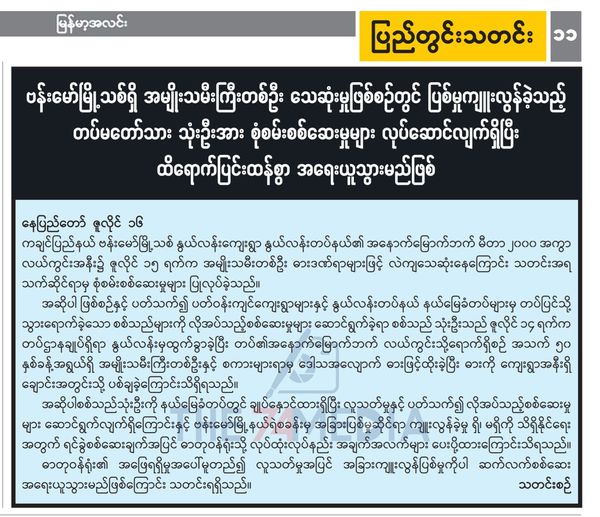 မြန်မာ့အလင်း
ပြည်တွင်းသတင်း
၁၁
ဗန်းမော်မြို့သစ်ရှိ အမျိုးသမီးကြီးတစ်ဦး သေဆုံးမှုဖြစ်စဉ်တွင် ပြစ်မှုကျူးလွန်ခဲ့သည့်
တပ်မတော်သား သုံးဦးအား စုံစမ်းစစ်ဆေးမှုများ လုပ်ဆောင်လျက်ရှိပြီး
ထိရောက်ပြင်းထန်စွာ အရေးယူသွားမည်ဖြစ်
နေပြည်တော် ဇူလိုင် ၁၆
ကချင်ပြည်နယ် ဗန်းမော်မြို့သစ် နွယ်လန်းကျေးရွာ နွယ်လန်းတပ်နယ်၏ အနောက်မြောက်ဘက် မီတာ ၂၀၀၀ အကွာ
လယ်ကွင်းအနီး၌ ဇူလိုင် ၁၅ ရက်က အမျိုးသမီးတစ်ဦး ဓားဒဏ်ရာများဖြင့် လဲကျသေဆုံးနေကြောင်း သတင်းအရ
သက်ဆိုင်ရာမှ စုံစမ်းစစ်ဆေးမှုများ ပြုလုပ်ခဲ့သည်။
အဆိုပါ ဖြစ်စဉ်နှင့် ပတ်သက်၍ ပတ်ဝန်းကျင်ကျေးရွာများနှင့် နွယ်လန်းတပ်နယ် နယ်မြေခံတပ်များမှ တပ်ပြင်သို့
သွားရောက်ခဲ့သော စစ်သည်များကို လိုအပ်သည့်စစ်ဆေးမှုများ ဆောင်ရွက်ခဲ့ရာ စစ်သည် သုံးဦးသည် ဇူလိုင် ၁၄ ရက်က
တပ်ဌာနချုပ်ရှိရာ နွယ်လန်းမှထွက်ခွာခဲ့ပြီး တပ်၏အနောက်မြောက်ဘက် လယ်ကွင်းသို့ရောက်ရှိစဉ် အသက် ၅၀
နှစ်ခန့်အရွယ်ရှိ အမျိုးသမီးတစ်ဦးနှင့် စကားများရာမှ ဒေါသအလျောက် ဓားဖြင့်ထိုးခဲ့ပြီး ဓားကို ကျေးရွာအနီးရှိ
ချောင်းအတွင်းသို့ ပစ်ချခဲ့ကြောင်းသိရှိရသည်။
အဆိုပါစစ်သည်သုံးဦးကို နယ်မြေခံတပ်တွင် ချုပ်နှောင်ထားရှိပြီး လူသတ်မှုနှင့် ပတ်သက်၍ လိုအပ်သည့်စစ်ဆေးမှု
များ ဆောင်ရွက်လျက်ရှိကြောင်းနှင့် ဗန်းမော်မြို့နယ်ရဲစခန်းမှ အခြားပြစ်မှုဆိုင်ရာ ကျူးလွန်ခဲ့မှု ရှိ၊ မရှိကို သိရှိနိုင်ရေး
အတွက် ရင်ခွဲစစ်ဆေးချက်အပြင် ဓာတုဗေဒရုံးသို့ လုပ်ထုံးလုပ်နည်း အချက်အလက်များ ပေးပို့ထားကြောင်းသိရသည်။
ဓာတုဗေဒရုံး၏ အဖြေရရှိမှုအပေါ်မူတည်၍ လူသတ်မှုအပြင် အခြားကျူးလွန်ပြစ်မှုကိုပါ ဆက်လက်စစ်ဆေး
အရေးယူသွားမည်ဖြစ်ကြောင်း သတင်းရရှိသည်။ သတင်းစဉ်
THE 74 MEDIA